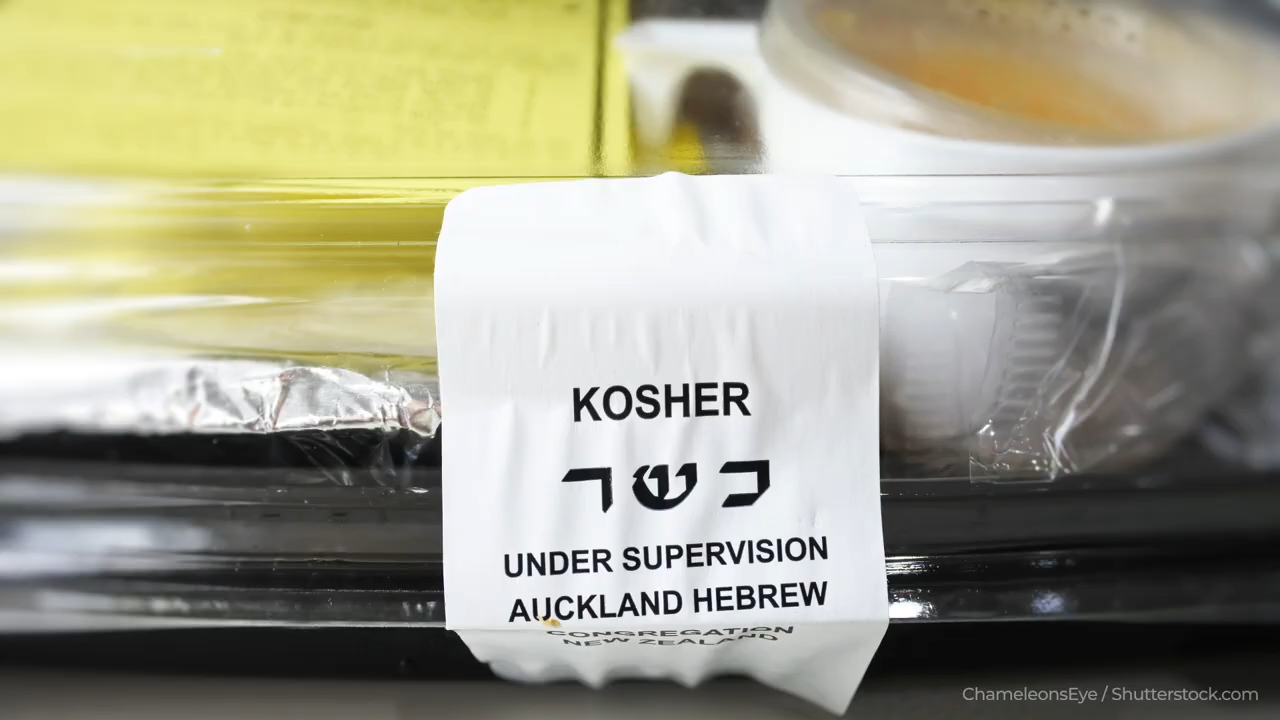 KOSHER
כשר
UNDER SUPERVISION
AUCKLAND HEBREW
CONGREGATION
NEW ZEALAND
ChameleonsEye / Shutterstock.com